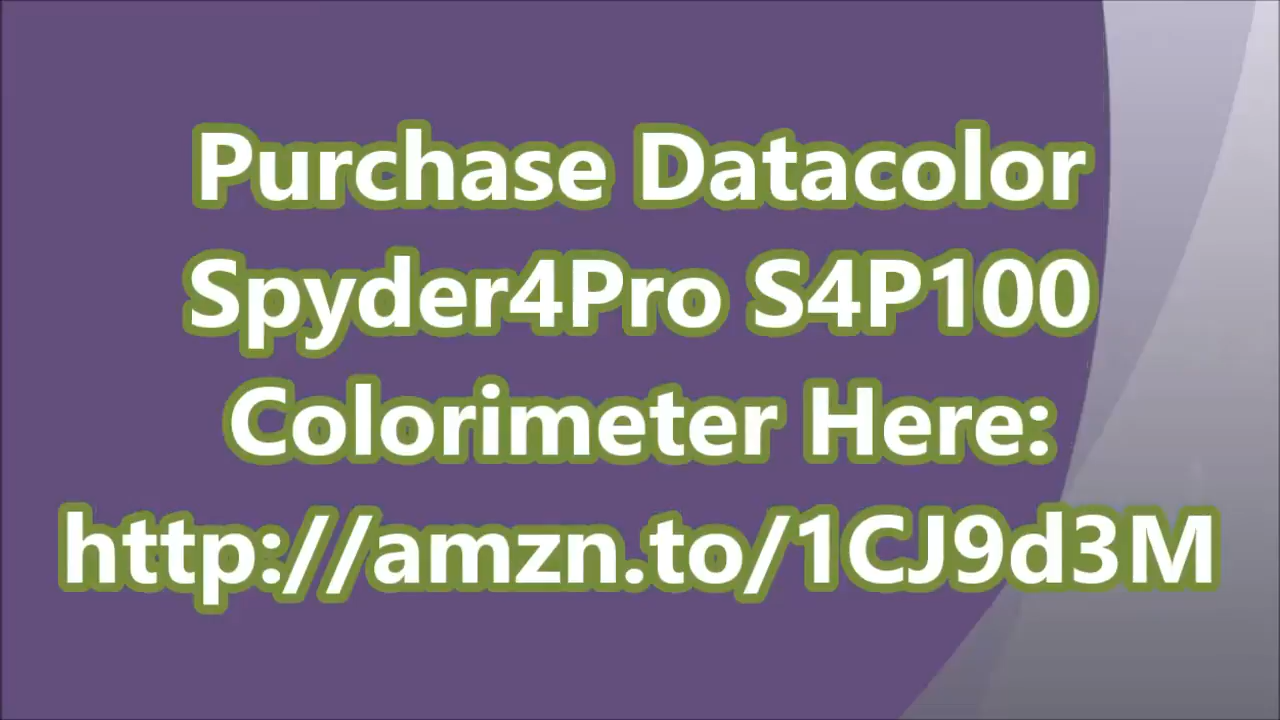 Purchase Datacolor
Spyder4Pro S4P100
Colorimeter Here:
http://amzn.to/1CJ9d3M